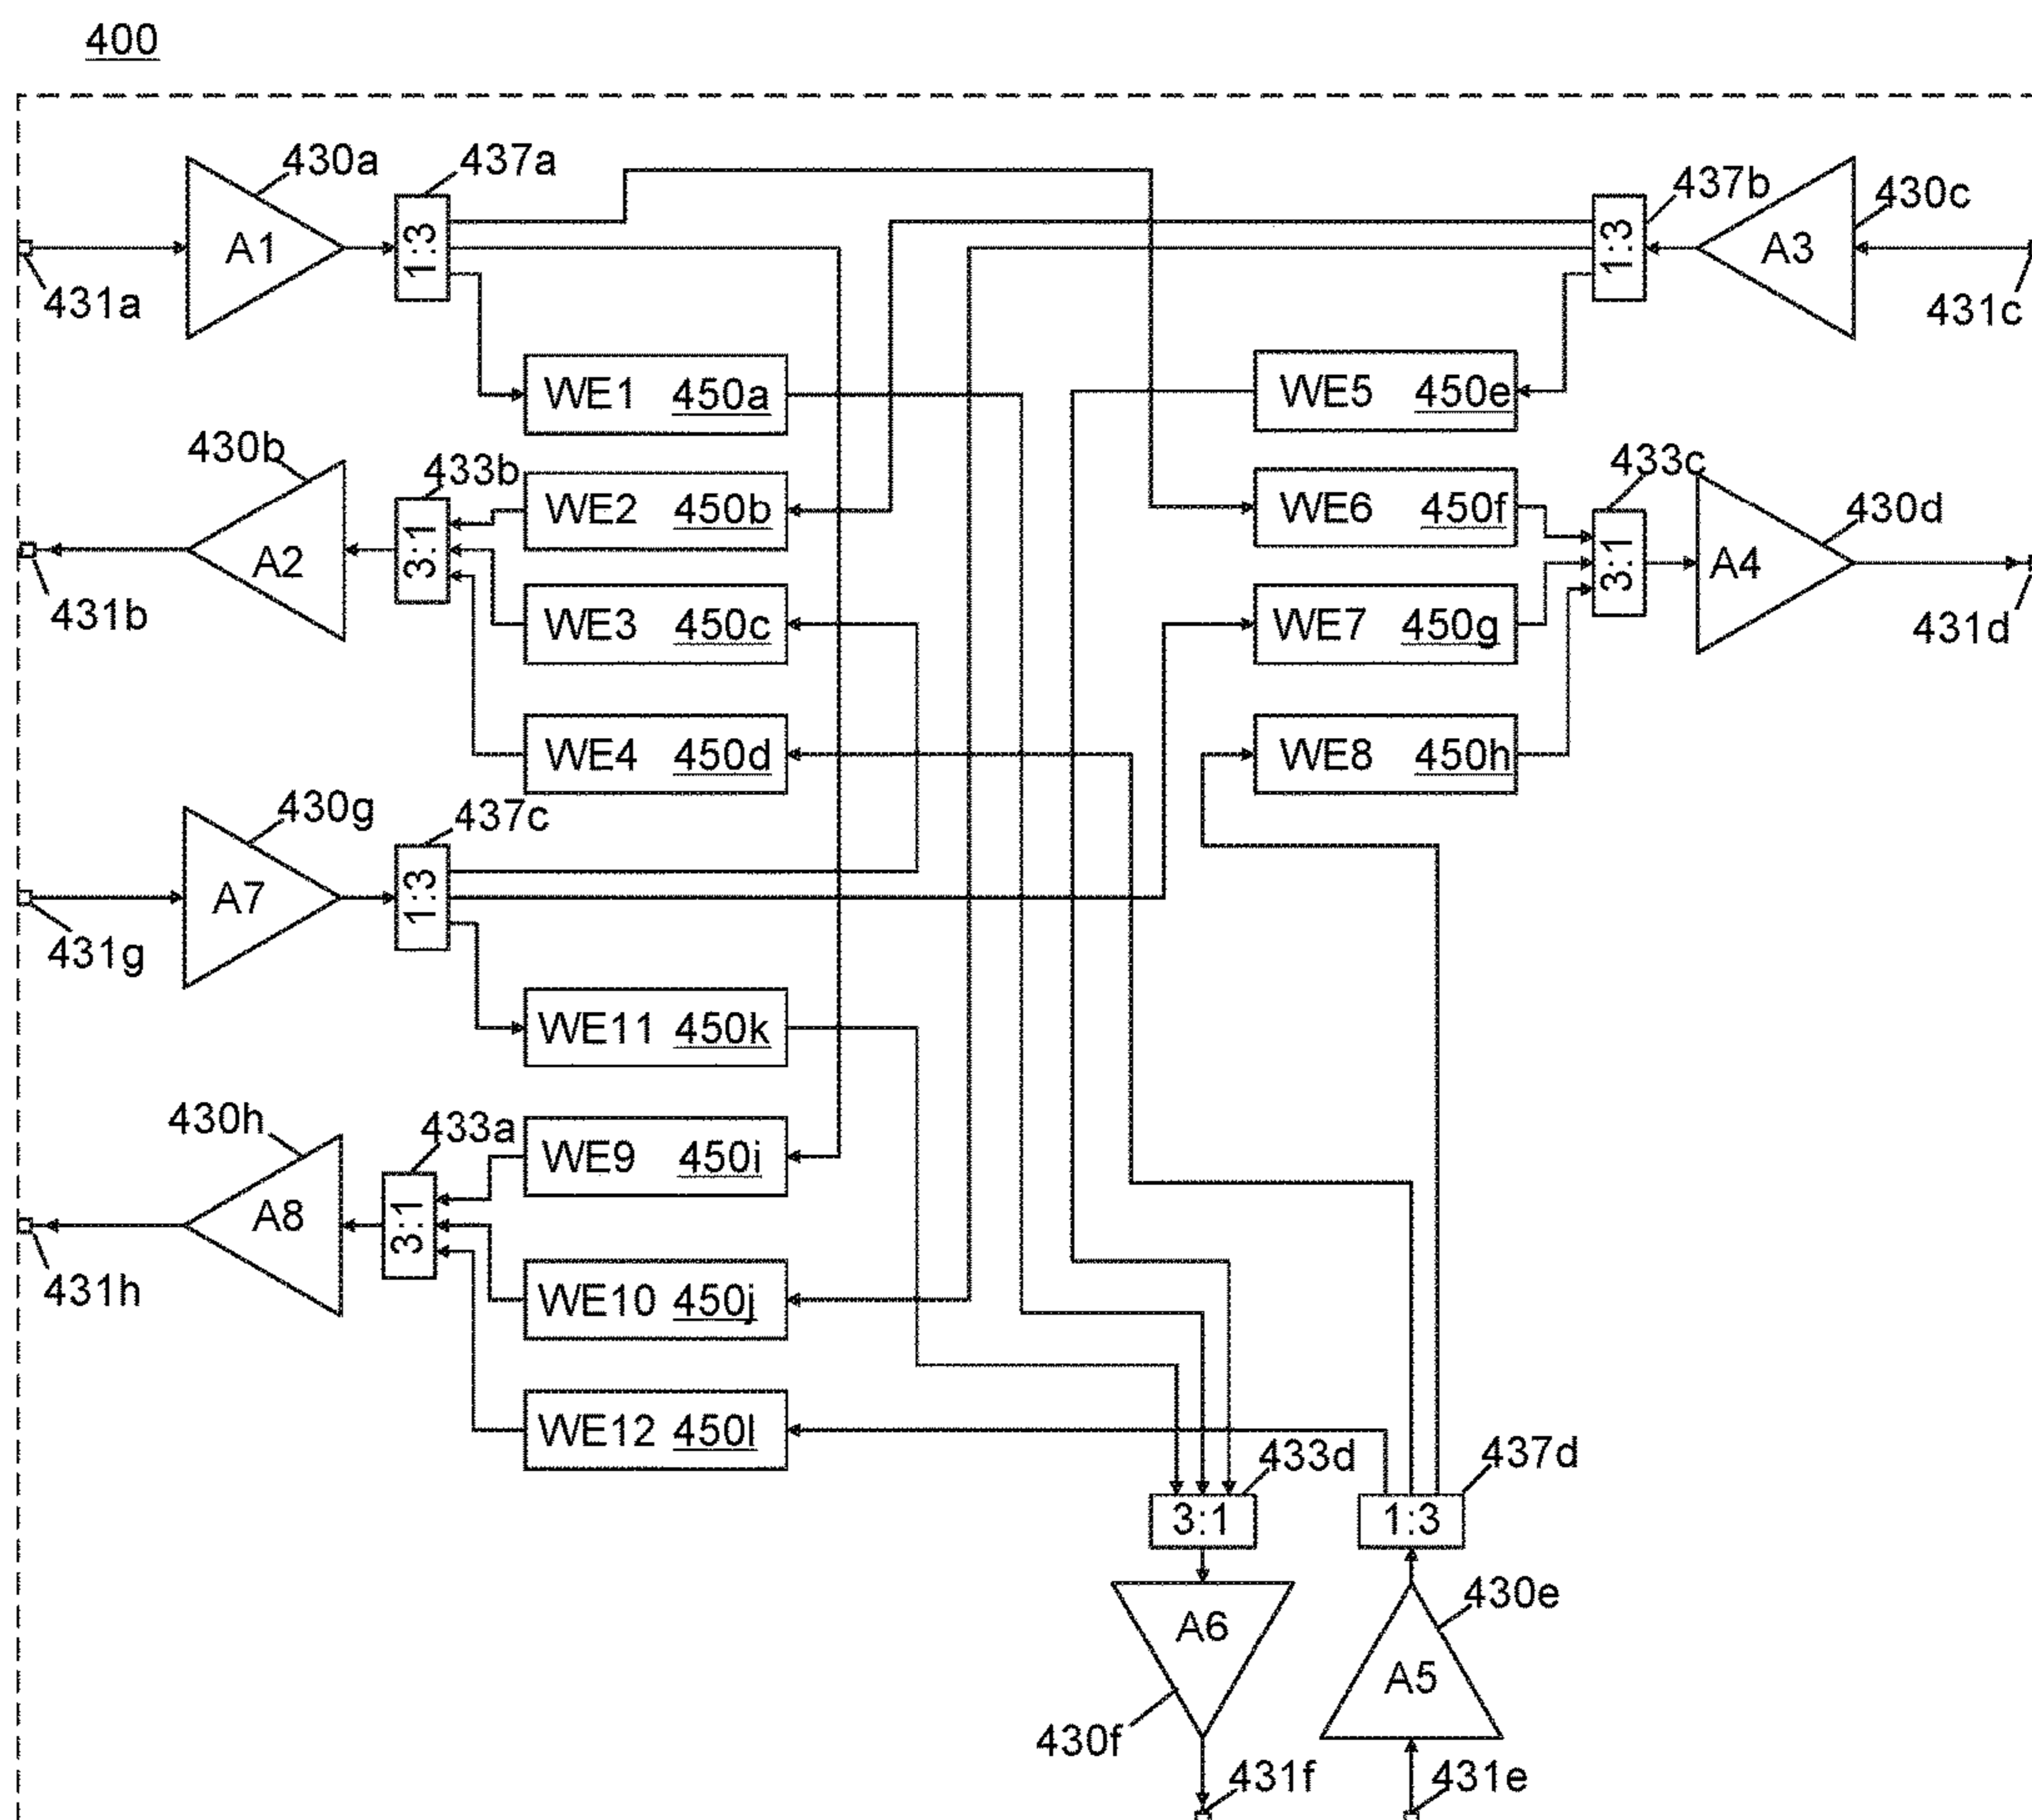 400
430a
437a
A1
1:3
431a
437b
430c
1:3
A3
431c
WE1 450a
WE5 450e
430b
433b
A2
3:1
431b
WE2 450b
WE3 450c
WE4 450d
WE6 450f
WE7 450g
WE8 450h
433c
3:1
A4
430d
431d
430g
437c
A7
1:3
431g
WE11 450k
430h
433a
A8
3:1
431h
WE9 450i
WE10 450j
WE12 450l
433d
3:1
437d
1:3
A6
430f
431f
A5
430e
431e